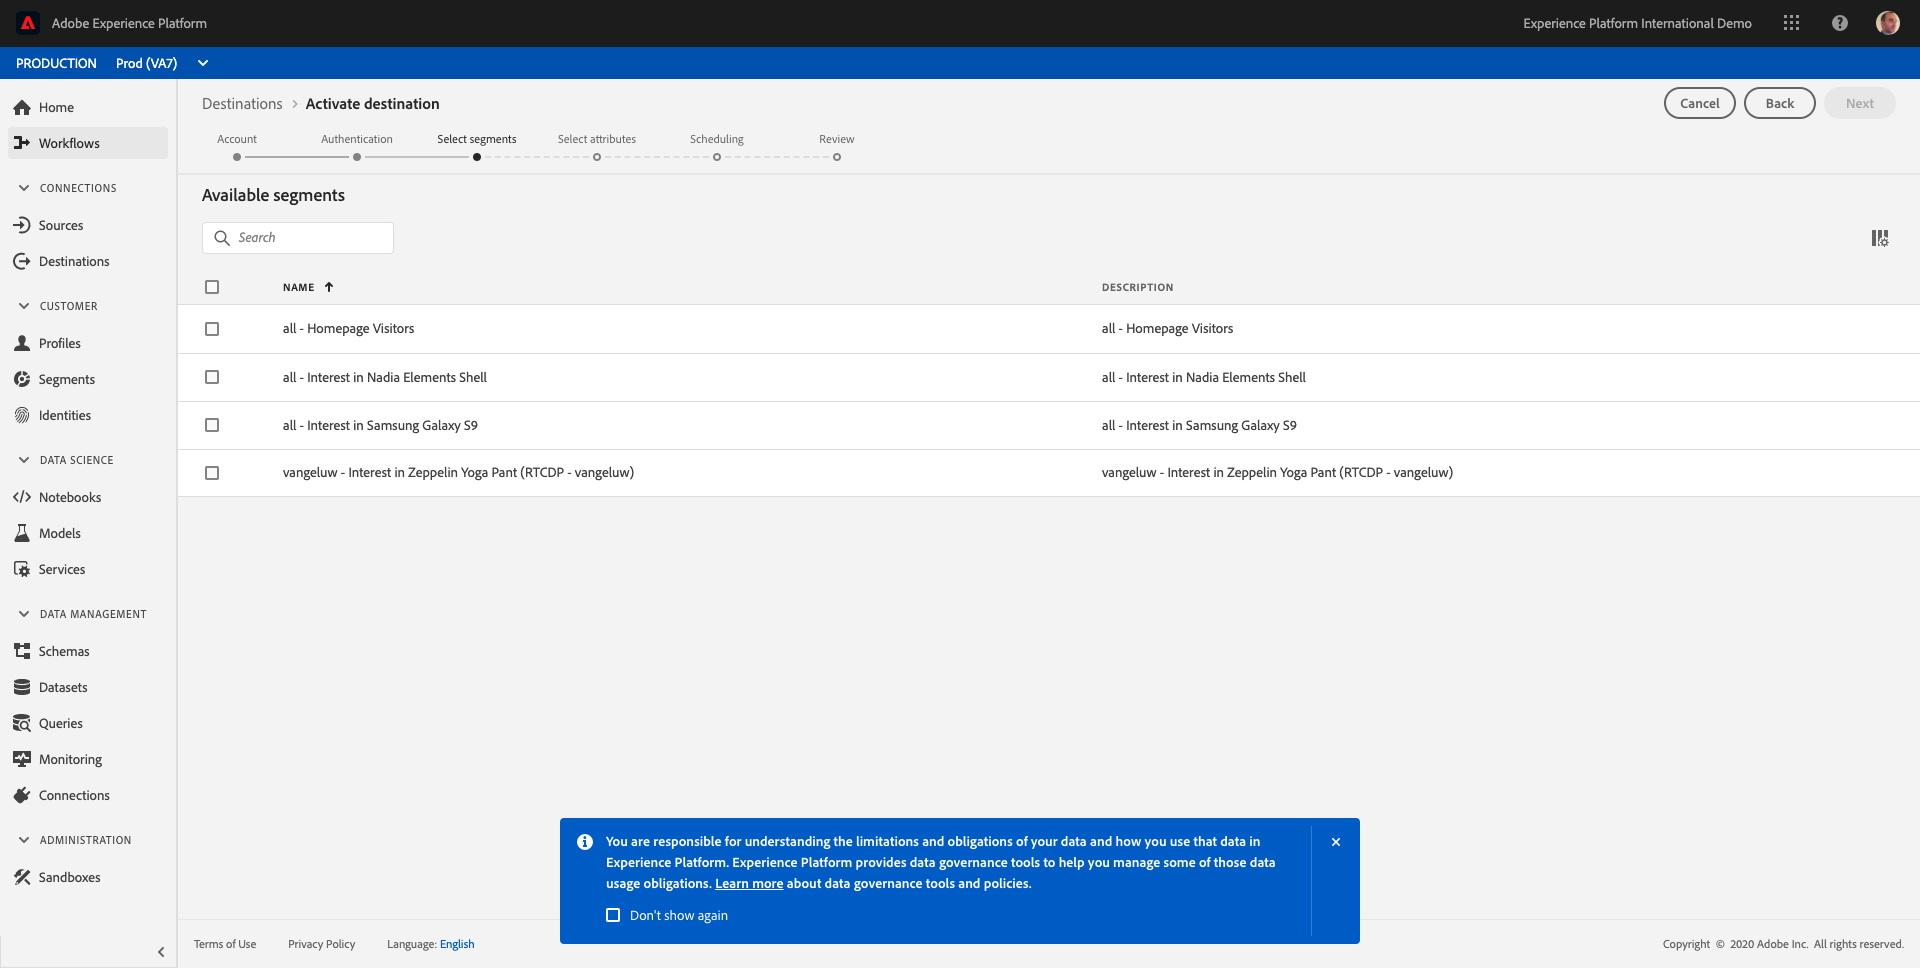 Adobe Experience Platform
Experience Platform International Demo
PRODUCTION Prod (VA7)
Home
Workflows
CONNECTIONS
Sources
Destinations
CUSTOMER
Profiles
Segments
Identities
DATA SCIENCE
Notebooks
Models
Services
DATA MANAGEMENT
Schemas
Datasets
Queries
Monitoring
Connections
ADMINISTRATION
Sandboxes
Destinations > Activate destination
Cancel Back Next
Account Authentication Select segments Select attributes Scheduling Review
Available segments
Search
NAME DESCRIPTION
all - Homepage Visitors all - Homepage Visitors
all - Interest in Nadia Elements Shell all - Interest in Nadia Elements Shell
all - Interest in Samsung Galaxy S9 all - Interest in Samsung Galaxy S9
vangeluw - Interest in Zeppelin Yoga Pant (RTCDP - vangeluw) vangeluw - Interest in Zeppelin Yoga Pant (RTCDP - vangeluw)
You are responsible for understanding the limitations and obligations of your data and how you use that data in
Experience Platform. Experience Platform provides data governance tools to help you manage some of those data
usage obligations. Learn more about data governance tools and policies.
Don't show again
Terms of Use Privacy Policy Language: English
Copyright © 2020 Adobe Inc. All rights reserved.